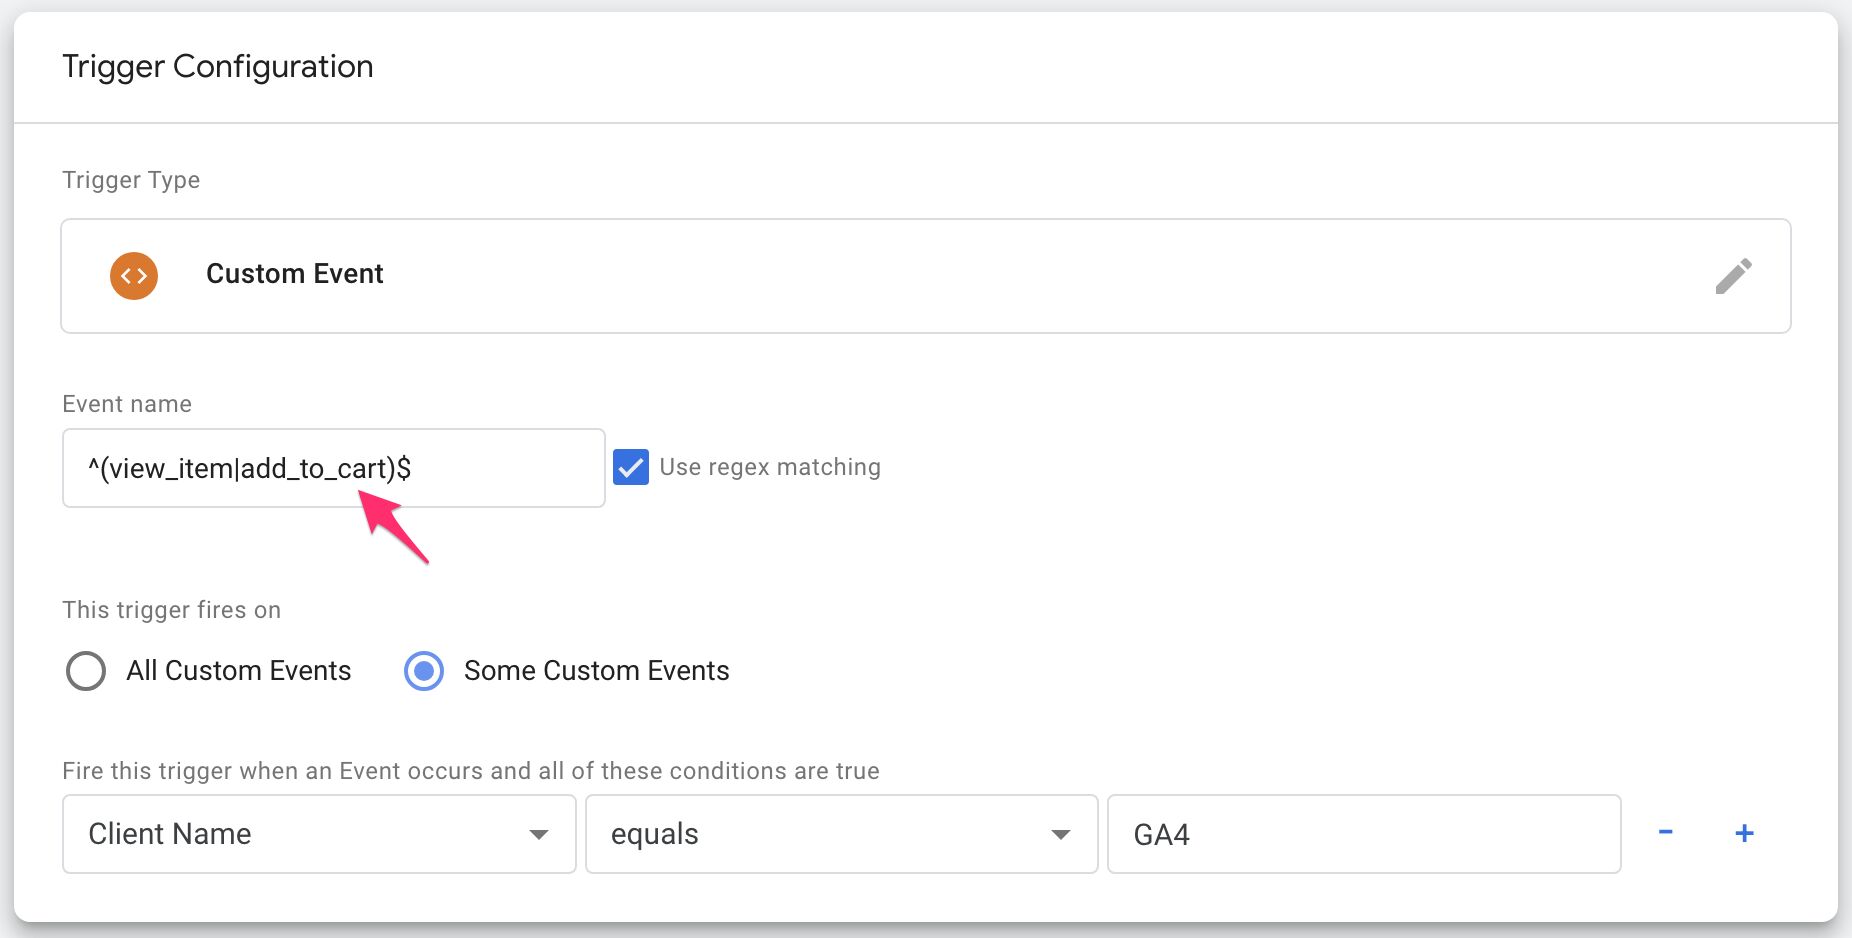 Trigger Configuration
Trigger Type
Custom Event
Event name
^(view_item|add_to_cart)$
Use regex matching
This trigger fires on
All Custom Events Some Custom Events
Fire this trigger when an Event occurs and all of these conditions are true
Client Name equals GA4 - +